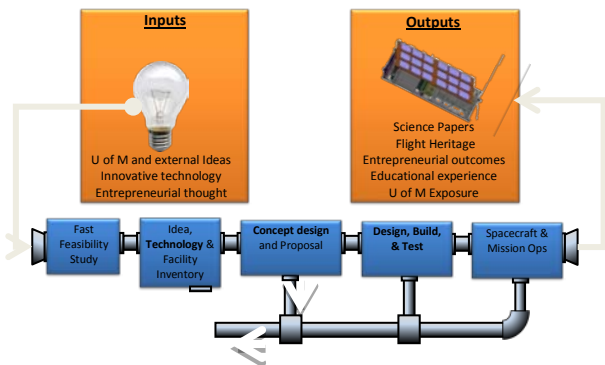 Inputs
U of M and external Ideas
Innovative technology
Entrepreneurial thought
Outputs
Science Papers
Flight Heritage
Entrepreneurial outcomes
Educational experience
U of M Exposure
Fast
Feasibility
Study
Idea,
Technology &
Facility
Inventory
Concept design
and Proposal
Design, Build,
& Test
Spacecraft &
Mission Ops